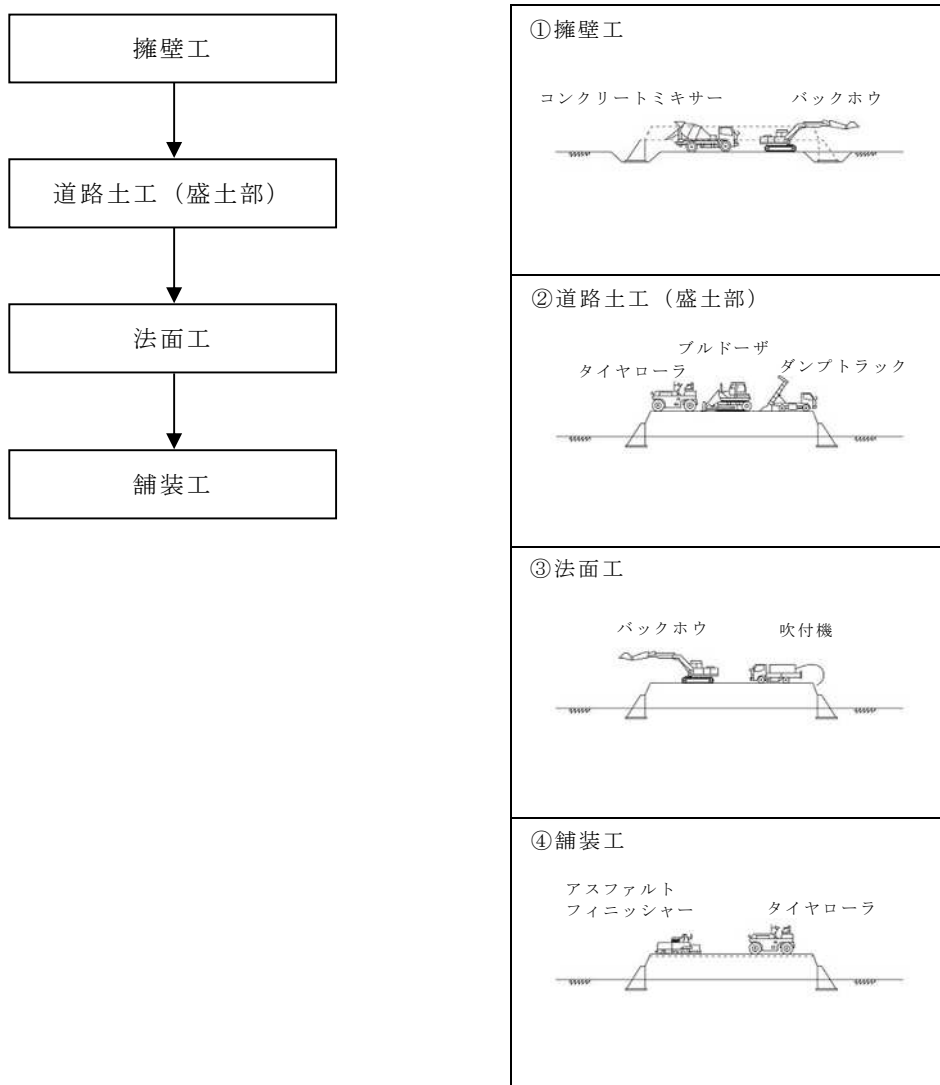 擁壁工
道路土工（盛土部）
法面工
舗装工
①擁壁工
コンクリートミキサー
バックホウ
②道路土工（盛土部）
ブルドーザ
タイヤローラ
ダンプトラック
③法面工
バックホウ
吹付機
④舗装工
アスファルト
フィニッシャー
タイヤローラ